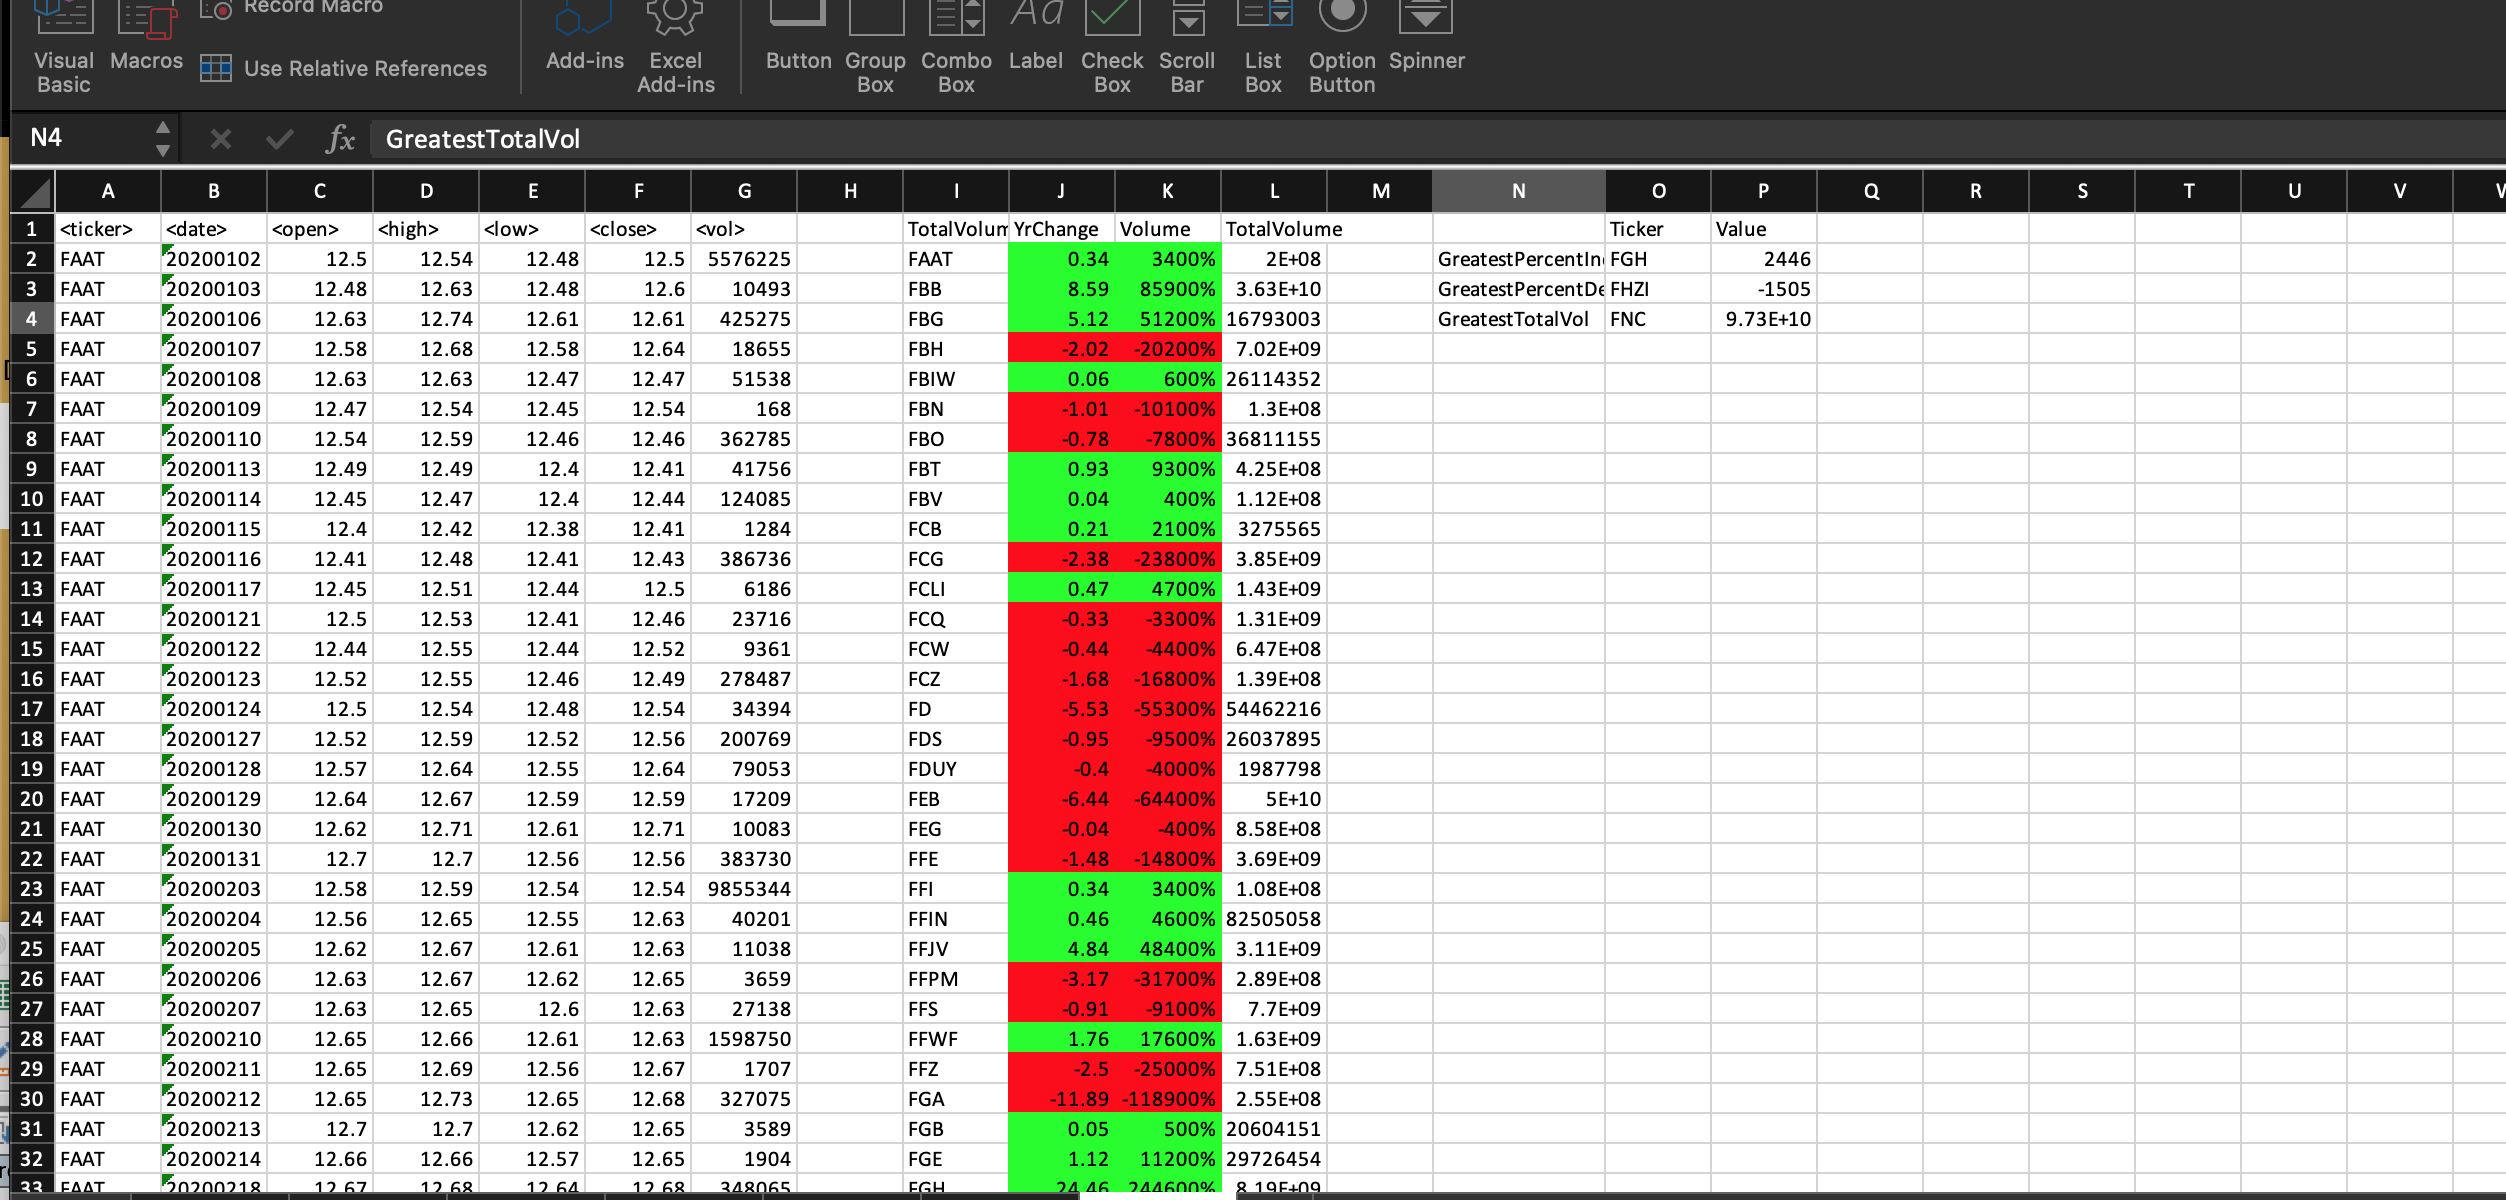 Record Macro
Visual Basic Macros Use Relative References Add-ins Excel Add-ins Button Group Box Combo Box Label Check Box Scroll Bar List Box Option Button Spinner
Aa
N4 fx GreatestTotalVol
A B C D E F G H I J K L M N O P Q R S T U V
1 <ticker> <date> <open> <high> <low> <close> <vol> TotalVolum YrChange Volume TotalVolume Ticker Value
2 FAAT 20200102 12.5 12.54 12.48 12.5 5576225 FAAT 0.34 3400% 2E+08 GreatestPercentIn FGH 2446
3 FAAT 20200103 12.48 12.63 12.48 12.6 10493 FBB 8.59 85900% 3.63E+10 GreatestPercentDe FHZI -1505
4 FAAT 20200106 12.63 12.74 12.61 12.61 425275 FBG 5.12 51200% 16793003 GreatestTotalVol FNC 9.73E+10
5 FAAT 20200107 12.58 12.68 12.58 12.64 18655 FBH -2.02 -20200% 7.02E+09
6 FAAT 20200108 12.63 12.63 12.47 12.47 51538 FBIW 0.06 600% 26114352
7 FAAT 20200109 12.47 12.54 12.45 12.54 168 FBN -1.01 -10100% 1.3E+08
8 FAAT 20200110 12.54 12.59 12.46 12.46 362785 FBO -0.78 -7800% 36811155
9 FAAT 20200113 12.49 12.49 12.4 12.41 41756 FBT 0.93 9300% 4.25E+08
10 FAAT 20200114 12.45 12.47 12.4 12.44 124085 FBV 0.04 400% 1.12E+08
11 FAAT 20200115 12.4 12.42 12.38 12.41 1284 FCB 0.21 2100% 3275565
12 FAAT 20200116 12.41 12.48 12.41 12.43 386736 FCG -2.38 -23800% 3.85E+09
13 FAAT 20200117 12.45 12.51 12.44 12.5 6186 FCLI 0.47 4700% 1.43E+09
14 FAAT 20200121 12.5 12.53 12.41 12.46 23716 FCQ -0.33 -3300% 1.31E+09
15 FAAT 20200122 12.44 12.55 12.44 12.52 9361 FCW -0.44 -4400% 6.47E+08
16 FAAT 20200123 12.52 12.55 12.46 12.49 278487 FCZ -1.68 -16800% 1.39E+08
17 FAAT 20200124 12.5 12.54 12.48 12.54 34394 FD -5.53 -55300% 54462216
18 FAAT 20200127 12.52 12.59 12.52 12.56 200769 FDS -0.95 -9500% 26037895
19 FAAT 20200128 12.57 12.64 12.55 12.64 79053 FDUY -0.4 -4000% 1987798
20 FAAT 20200129 12.64 12.67 12.59 12.59 17209 FEB -6.44 -64400% 5E+10
21 FAAT 20200130 12.62 12.71 12.61 12.71 10083 FEG -0.04 -400% 8.58E+08
22 FAAT 20200131 12.7 12.7 12.56 12.56 383730 FFE -1.48 -14800% 3.69E+09
23 FAAT 20200203 12.58 12.59 12.54 12.54 9855344 FFI 0.34 3400% 1.08E+08
24 FAAT 20200204 12.56 12.65 12.55 12.63 40201 FFIN 0.46 4600% 82505058
25 FAAT 20200205 12.62 12.67 12.61 12.63 11038 FFJV 4.84 48400% 3.11E+09
26 FAAT 20200206 12.63 12.67 12.62 12.65 3659 FFPM -3.17 -31700% 2.89E+08
27 FAAT 20200207 12.63 12.65 12.6 12.63 27138 FFS -0.91 -9100% 7.7E+09
28 FAAT 20200210 12.65 12.66 12.61 12.63 1598750 FFWF 1.76 17600% 1.63E+09
29 FAAT 20200211 12.65 12.69 12.56 12.67 1707 FFZ -2.5 -25000% 7.51E+08
30 FAAT 20200212 12.65 12.73 12.65 12.68 327075 FGA -11.89 -118900% 2.55E+08
31 FAAT 20200213 12.7 12.7 12.62 12.65 3589 FGB 0.05 500% 20604151
32 FAAT 20200214 12.66 12.66 12.57 12.65 1904 FGE 1.12 11200% 29726454
33 FAAT 20200218 12.67 12.68 12.64 12.68 348065 FGH 24.46 244600% 8.19E+09